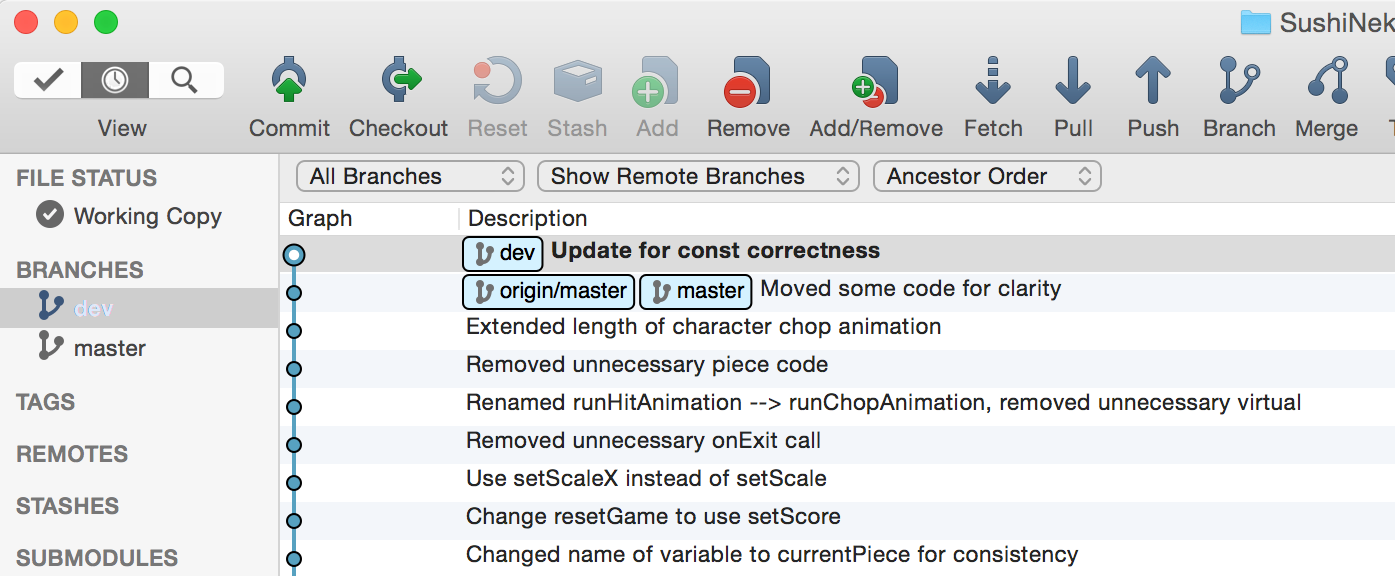 SushiNek
View Commit Checkout Reset Stash Add Remove Add/Remove Fetch Pull Push Branch Merge
FILE STATUS
Working Copy
BRANCHES
dev
master
TAGS
REMOTES
STASHES
SUBMODULES
All Branches Show Remote Branches Ancestor Order
Graph Description
dev Update for const correctness
origin/master master Moved some code for clarity
Extended length of character chop animation
Removed unnecessary piece code
Renamed runHitAnimation --> runChopAnimation, removed unnecessary virtual
Removed unnecessary onExit call
Use setScaleX instead of setScale
Change resetGame to use setScore
Changed name of variable to currentPiece for consistency